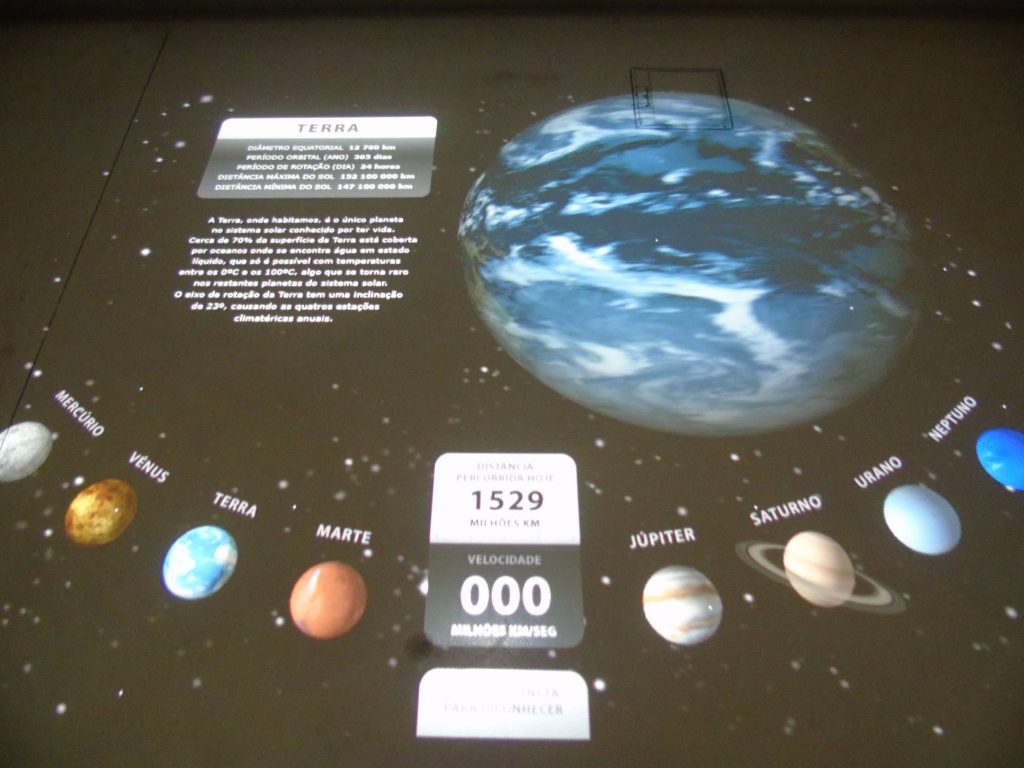 TERRA
DIÂMETRO EQUATORIAL 12 760 km
PERÍODO ORBITAL (ANO) 365 dias
PERÍODO DE ROTAÇÃO (DIA) 24 horas
DISTÂNCIA MÁXIMA DO SOL 152 100 000 km
DISTÂNCIA MÍNIMA DO SOL 147 100 000 km
A Terra, onde habitamos, é o único planeta
no sistema solar conhecido por ter vida.
Cerca de 70% da superfície da Terra está coberta
por oceanos onde se encontra água em estado
líquido, que só é possível com temperaturas
entre os 0ºC e os 100ºC, algo que se torna raro
nos restantes planetas do sistema solar.
O eixo de rotação da Terra tem uma inclinação
de 23º, causando as quatro estações
climatéricas anuais.
MERCÚRIO
VÉNUS
TERRA
MARTE
JÚPITER
SATURNO
URANO
NEPTUNO
DISTÂNCIA
PERCORRIDA HOJE
1529
MILHÕES KM
VELOCIDADE
000
MILHÕES KM/SEG
PARA O CONHECER